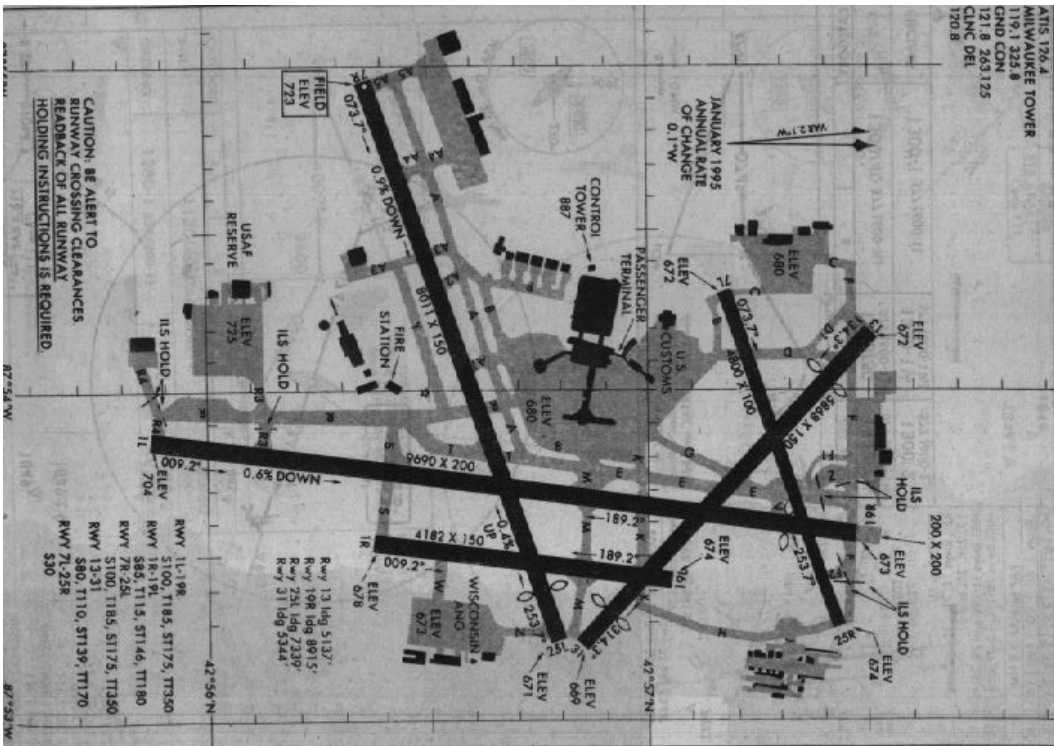 ATIS 126.4
MILWAUKEE TOWER
119.1 325.8
GND CON
121.8 263.125
CLNC DEL
120.8
VAR 2.1°W
JANUARY 1995
ANNUAL RATE
OF CHANGE
0.1°W
FIELD
ELEV
723
073.7°
0.9% DOWN
8011 X 150
CONTROL
TOWER
887
PASSENGER
TERMINAL
ELEV
680
ELEV
672
7L
073.7°
4800 X 100
ELEV
672
13
134.3°
5868 X 150
U.S.
CUSTOMS
ELEV
680
FIRE
STATION
USAF
RESERVE
ELEV
725
ILS HOLD
ILS HOLD
1L
ELEV
704
009.2°
0.6% DOWN
9690 X 200
189.2°
ILS
HOLD
19R
200 X 200
ELEV
673
ILS HOLD
253.7°
25R
ELEV
674
1R
ELEV
678
009.2°
4182 X 150
189.2°
19L
ELEV
674
0.4%
UP
253.7°
25L
ELEV
671
31
314.3°
ELEV
669
WISCONSIN
ANG
ELEV
673
Rwy 13 ldg 5137'
Rwy 19R ldg 8915'
Rwy 25L ldg 7339'
Rwy 31 ldg 5344'
RWY 1L-19R
S100, T185, ST175, TT350
RWY 1R-19L
S85, T115, ST146, TT180
RWY 7R-25L
S100, T185, ST175, TT350
RWY 13-31
S80, T110, ST139, TT170
RWY 7L-25R
S30
CAUTION: BE ALERT TO
RUNWAY CROSSING CLEARANCES
READBACK OF ALL RUNWAY
HOLDING INSTRUCTIONS IS REQUIRED.
87°54'W
87°53'W
42°56'N
42°57'N